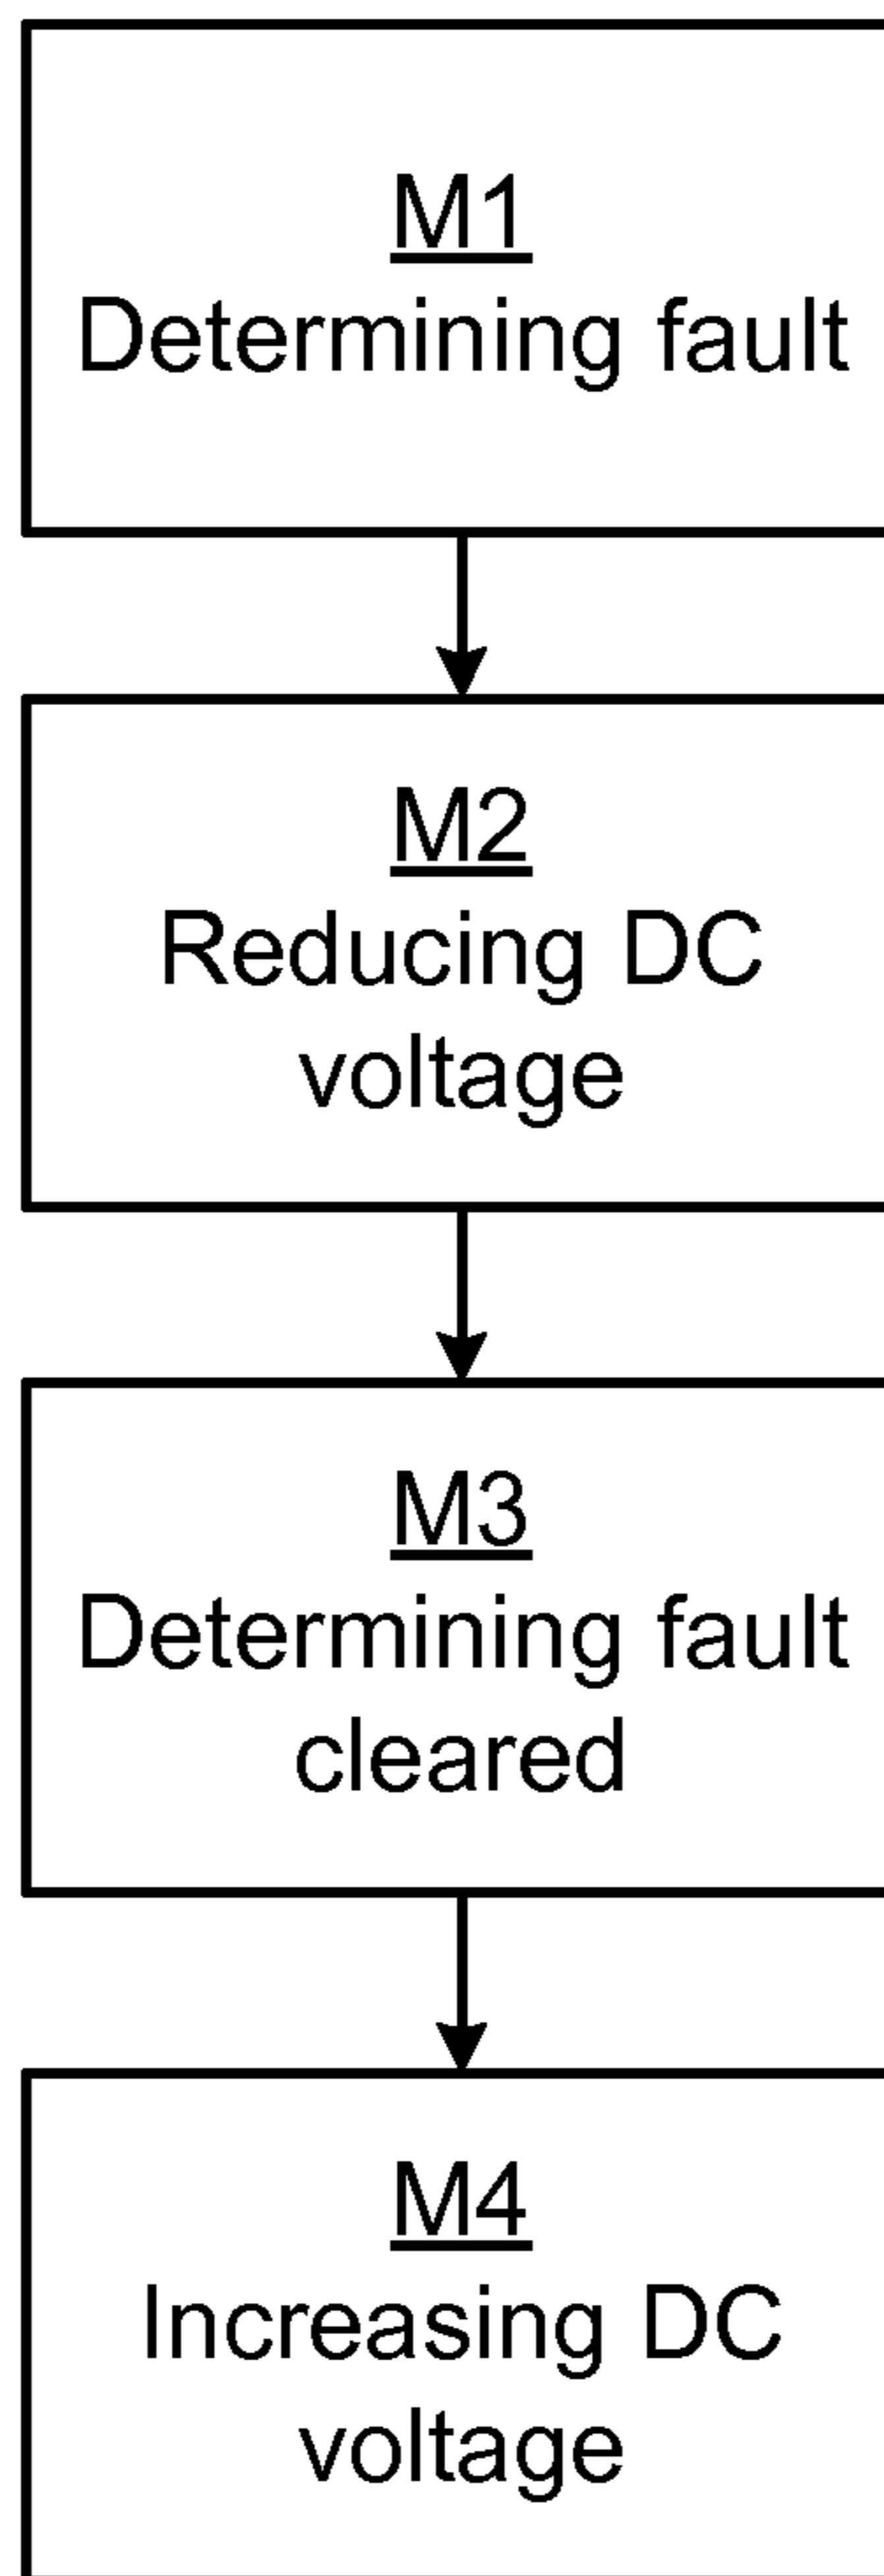 M1
Determining fault
M2
Reducing DC
voltage
M3
Determining fault
cleared
M4
Increasing DC
voltage